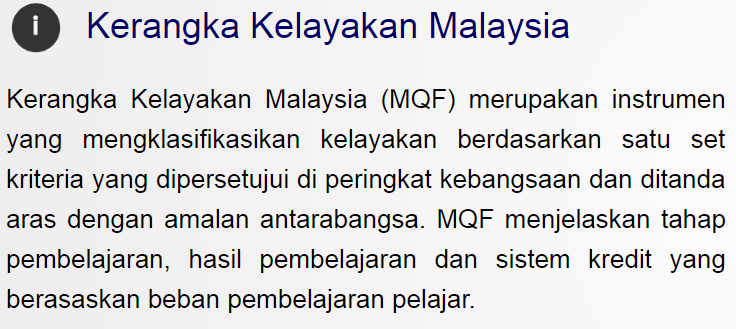 i Kerangka Kelayakan Malaysia
Kerangka Kelayakan Malaysia (MQF) merupakan instrumen
yang mengklasifikasikan kelayakan berdasarkan satu set
kriteria yang dipersetujui di peringkat kebangsaan dan ditanda
aras dengan amalan antarabangsa. MQF menjelaskan tahap
pembelajaran, hasil pembelajaran dan sistem kredit yang
berasaskan beban pembelajaran pelajar.